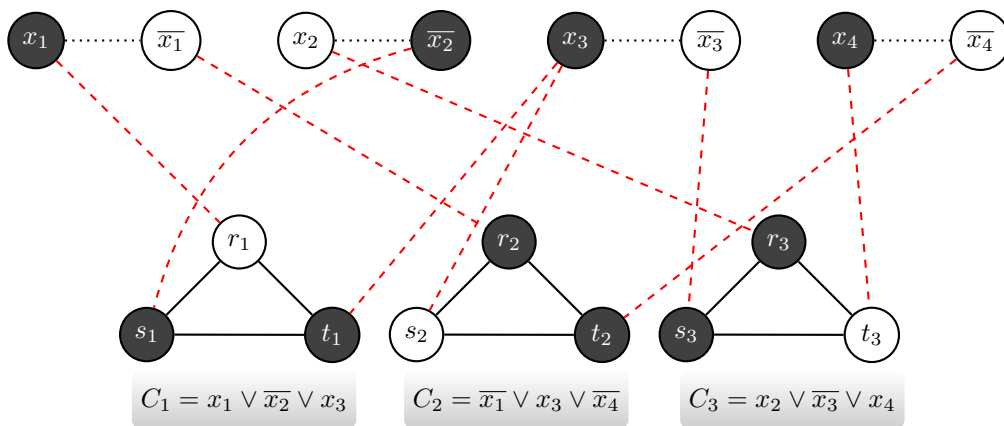 x₁ x̅₁ x₂ x̅₂ x₃ x̅₃ x₄ x̅₄
r₁ r₂ r₃
s₁ t₁ s₂ t₂ s₃ t₃
C₁ = x₁ ∨ x̅₂ ∨ x₃ C₂ = x̅₁ ∨ x₃ ∨ x̅₄ C₃ = x₂ ∨ x̅₃ ∨ x₄